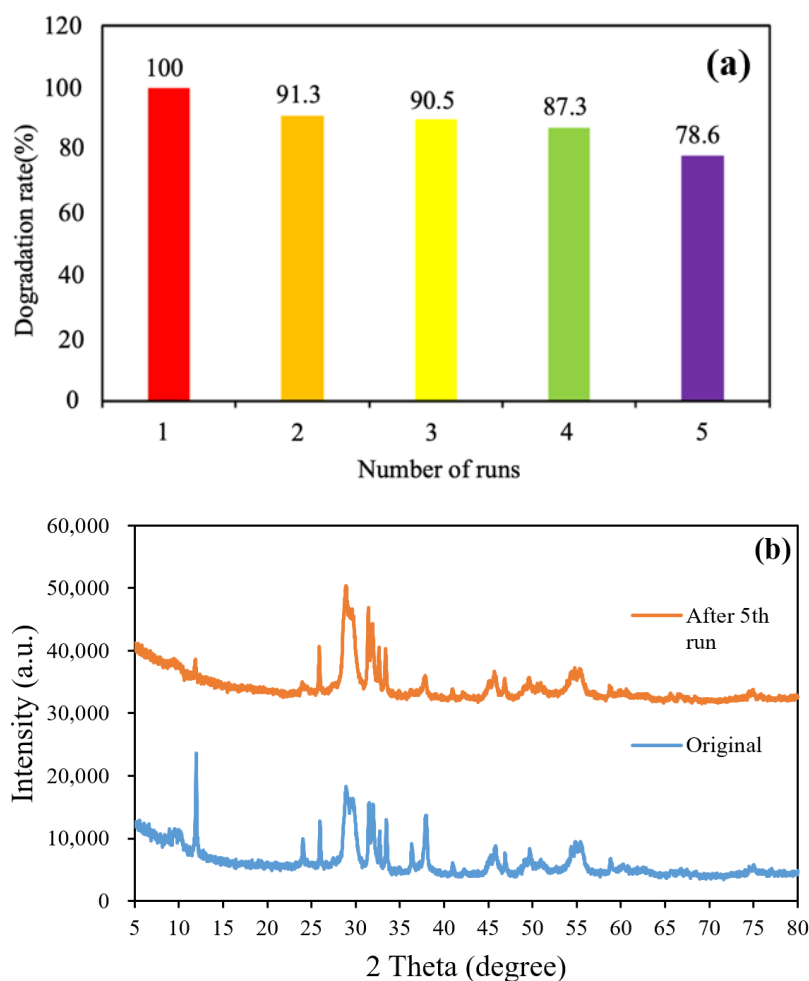 120
(a)
100
100
91.3
90.5
87.3
78.6
80
60
40
20
0
Dogradation rate(%)
1 2 3 4 5
Number of runs
60,000
(b)
50,000
After 5th
run
40,000
30,000
Original
20,000
10,000
0
Intensity (a.u.)
5 10 15 20 25 30 35 40 45 50 55 60 65 70 75 80
2 Theta (degree)